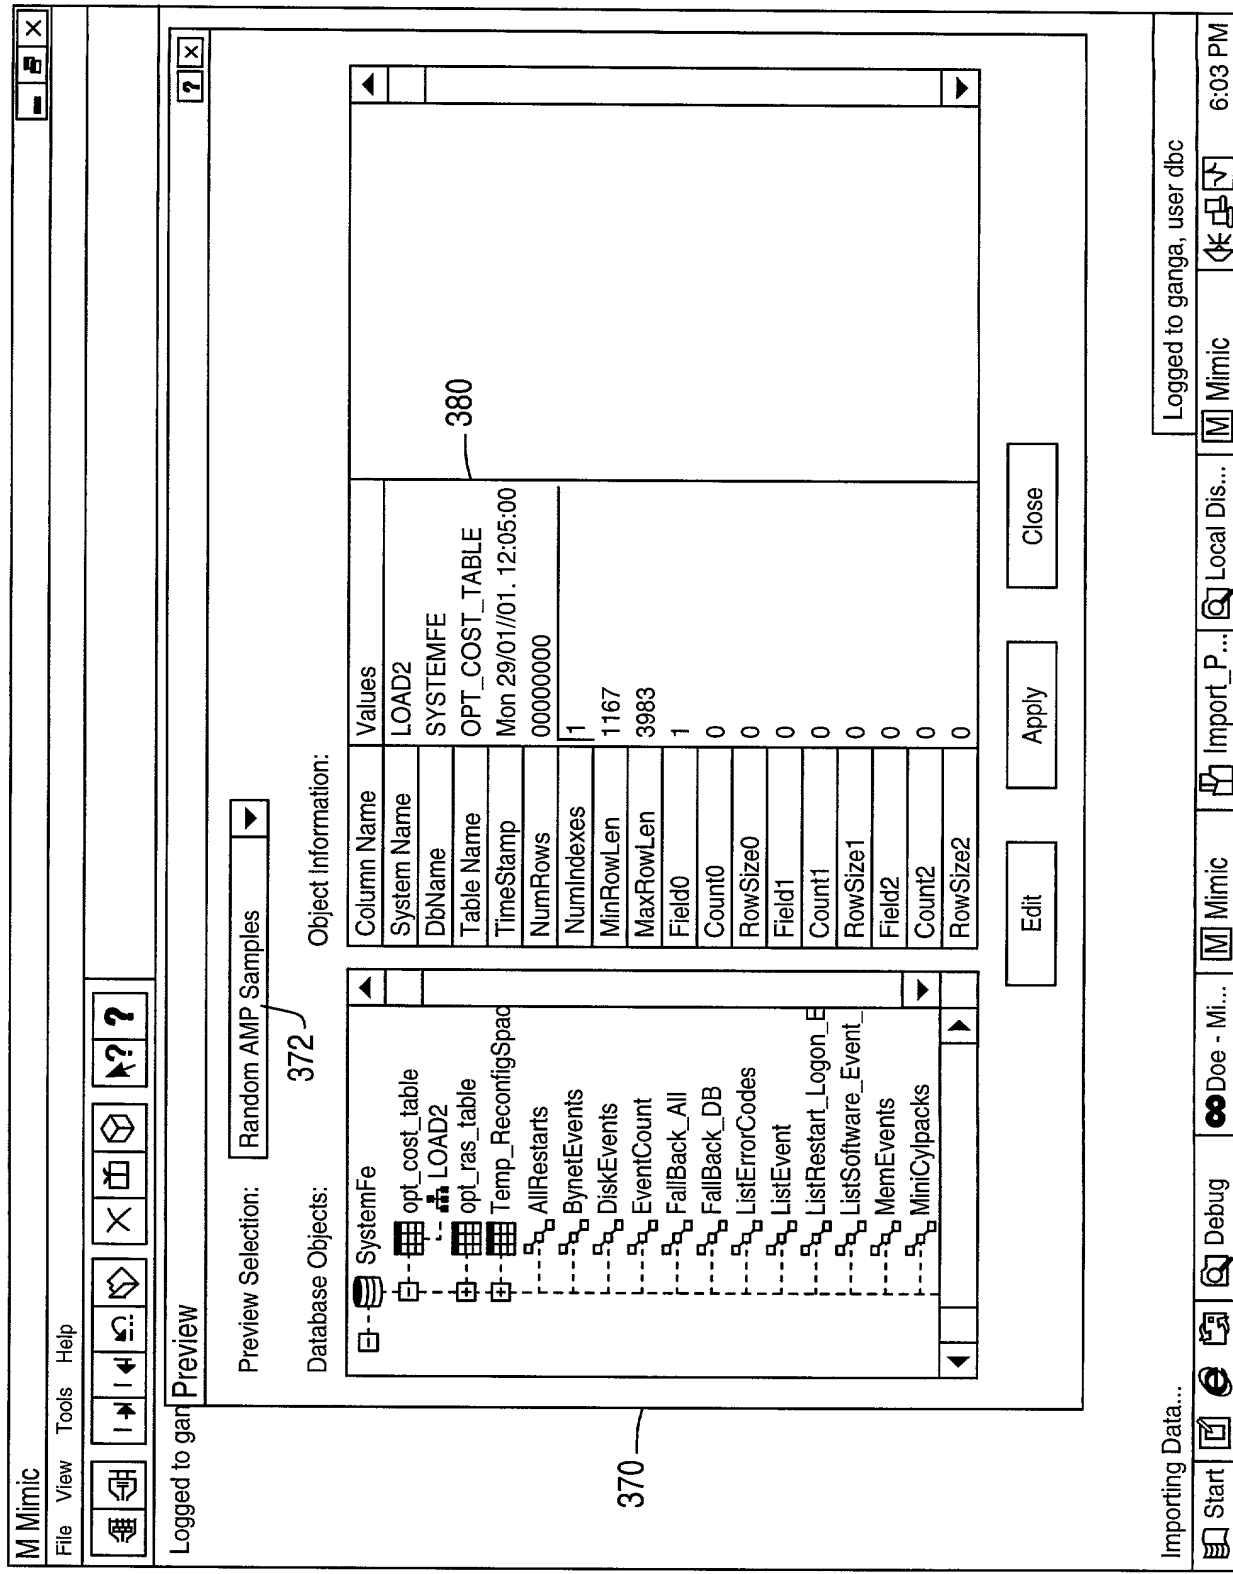 M Mimic
File View Tools Help
Logged to gan
Preview
Preview Selection:
Random AMP Samples
372
Database Objects:
SystemFe
opt_cost_table
LOAD2
opt_ras_table
Temp_ReconfigSpac
AllRestarts
BynetEvents
DiskEvents
EventCount
FallBack_All
FallBack_DB
ListErrorCodes
ListEvent
ListRestart_Logon_E
ListSoftware_Event_
MemEvents
MiniCylpacks
Object Information:
Column Name Values
System Name LOAD2
DbName SYSTEMFE
Table Name OPT_COST_TABLE
TimeStamp Mon 29/01//01. 12:05:00
NumRows 00000000
NumIndexes 1
MinRowLen 1167
MaxRowLen 3983
Field0 1
Count0 0
RowSize0 0
Field1 0
Count1 0
RowSize1 0
Field2 0
Count2 0
RowSize2 0
380
Edit Apply Close
370
Importing Data...
Logged to ganga, user dbc
Start Debug Doe - Mi... M Mimic Import_P... Local Dis... M Mimic 6:03 PM